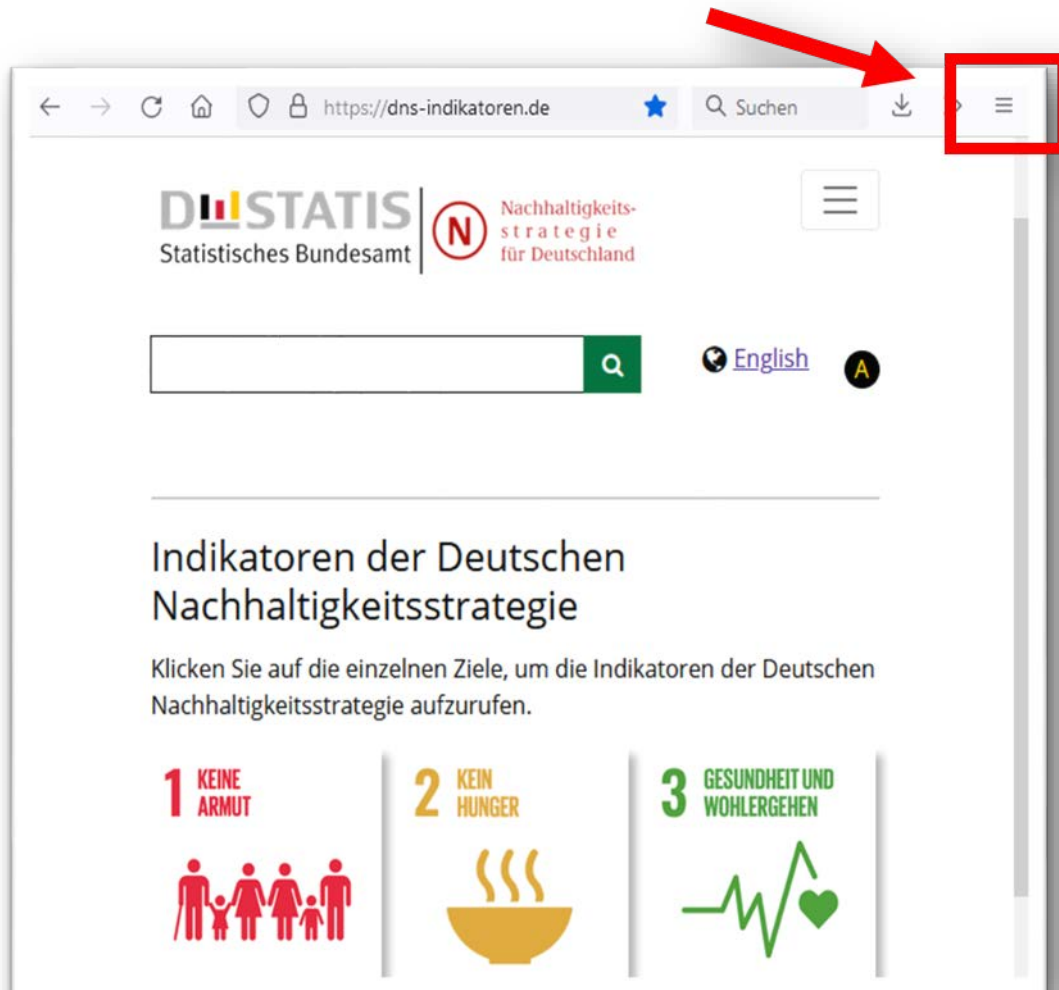 https://dns-indikatoren.de
Suchen
DESTATIS
Statistisches Bundesamt
N
Nachhaltigkeits-
strategie
für Deutschland
English
A
Indikatoren der Deutschen
Nachhaltigkeitsstrategie
Klicken Sie auf die einzelnen Ziele, um die Indikatoren der Deutschen
Nachhaltigkeitsstrategie aufzurufen.
1 KEINE
ARMUT
2 KEIN
HUNGER
3 GESUNDHEIT UND
WOHLERGEHEN